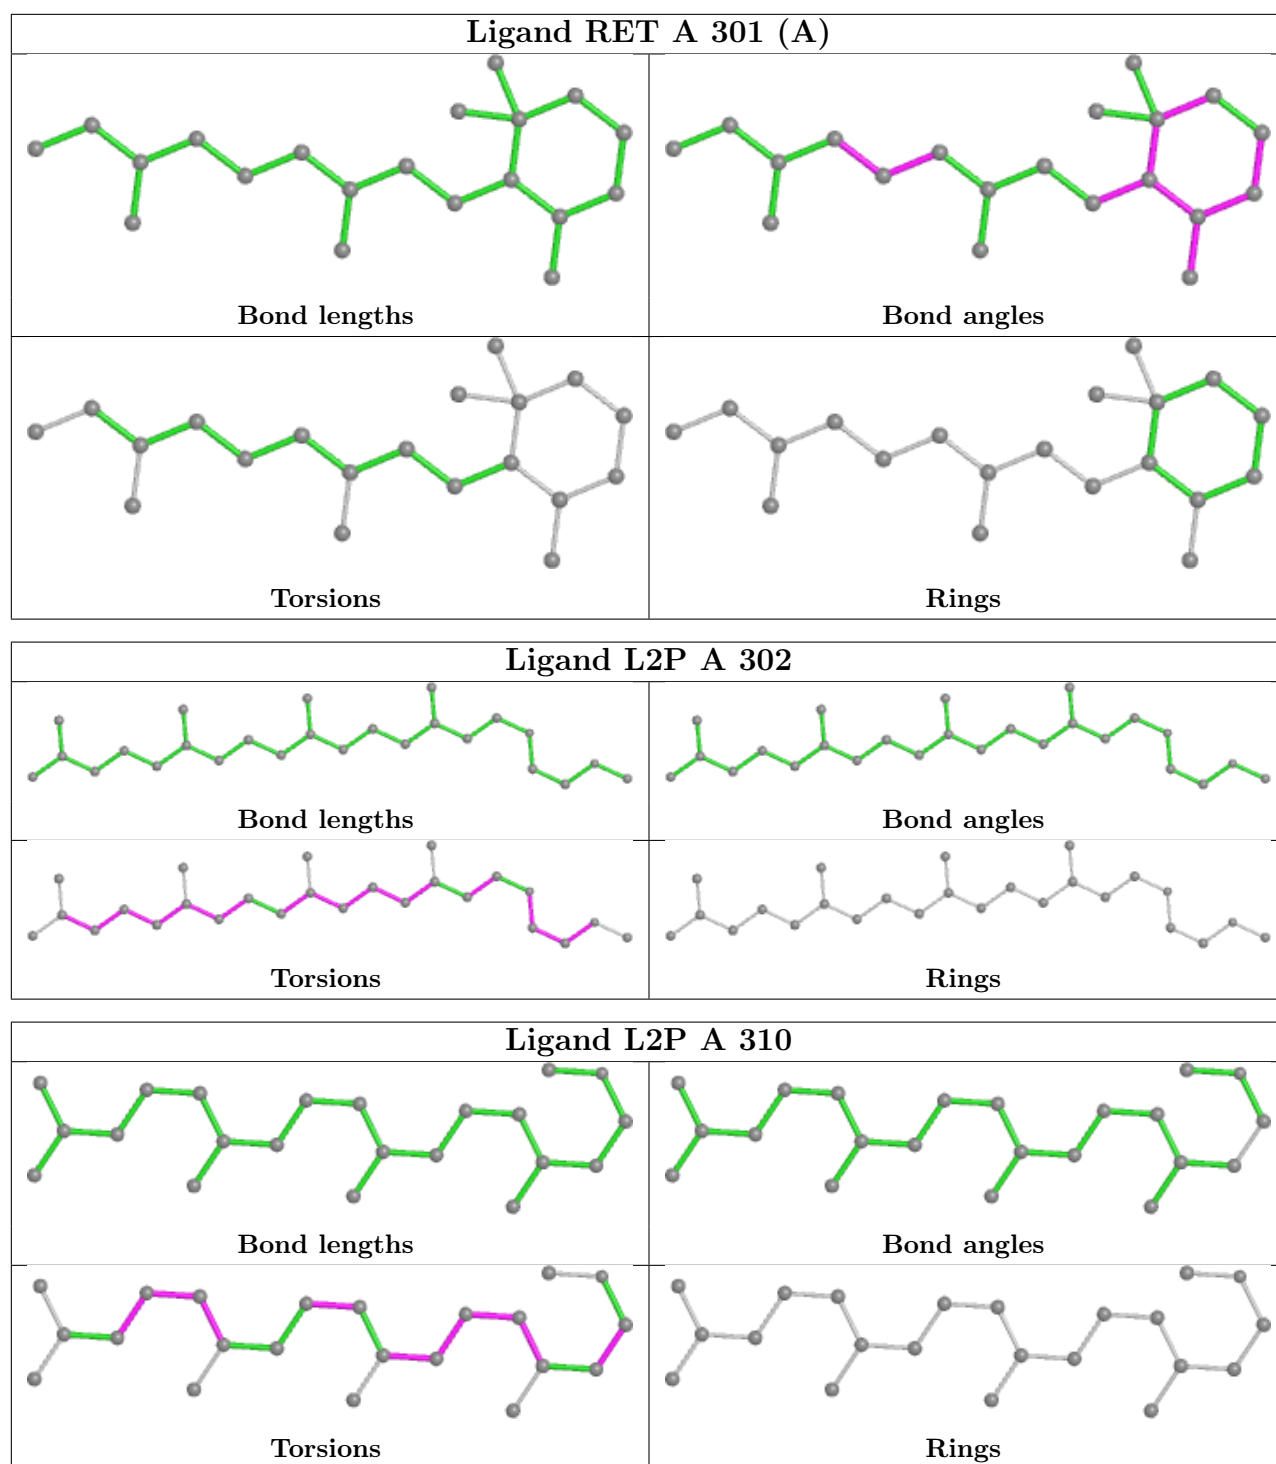 Ligand RET A 301 (A)
Bond lengths
Bond angles
Torsions
Rings
Ligand L2P A 302
Bond lengths
Bond angles
Torsions
Rings
Ligand L2P A 310
Bond lengths
Bond angles
Torsions
Rings